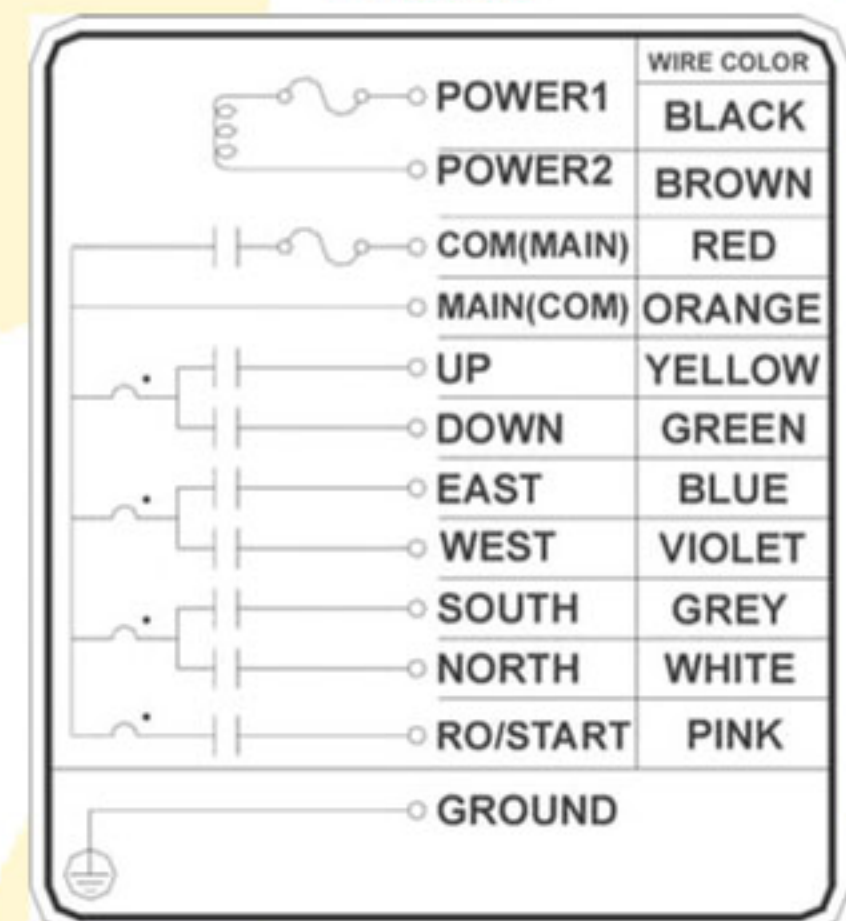 WIRE COLOR
POWER1 BLACK
POWER2 BROWN
COM(MAIN) RED
MAIN(COM) ORANGE
UP YELLOW
DOWN GREEN
EAST BLUE
WEST VIOLET
SOUTH GREY
NORTH WHITE
RO/START PINK
GROUND